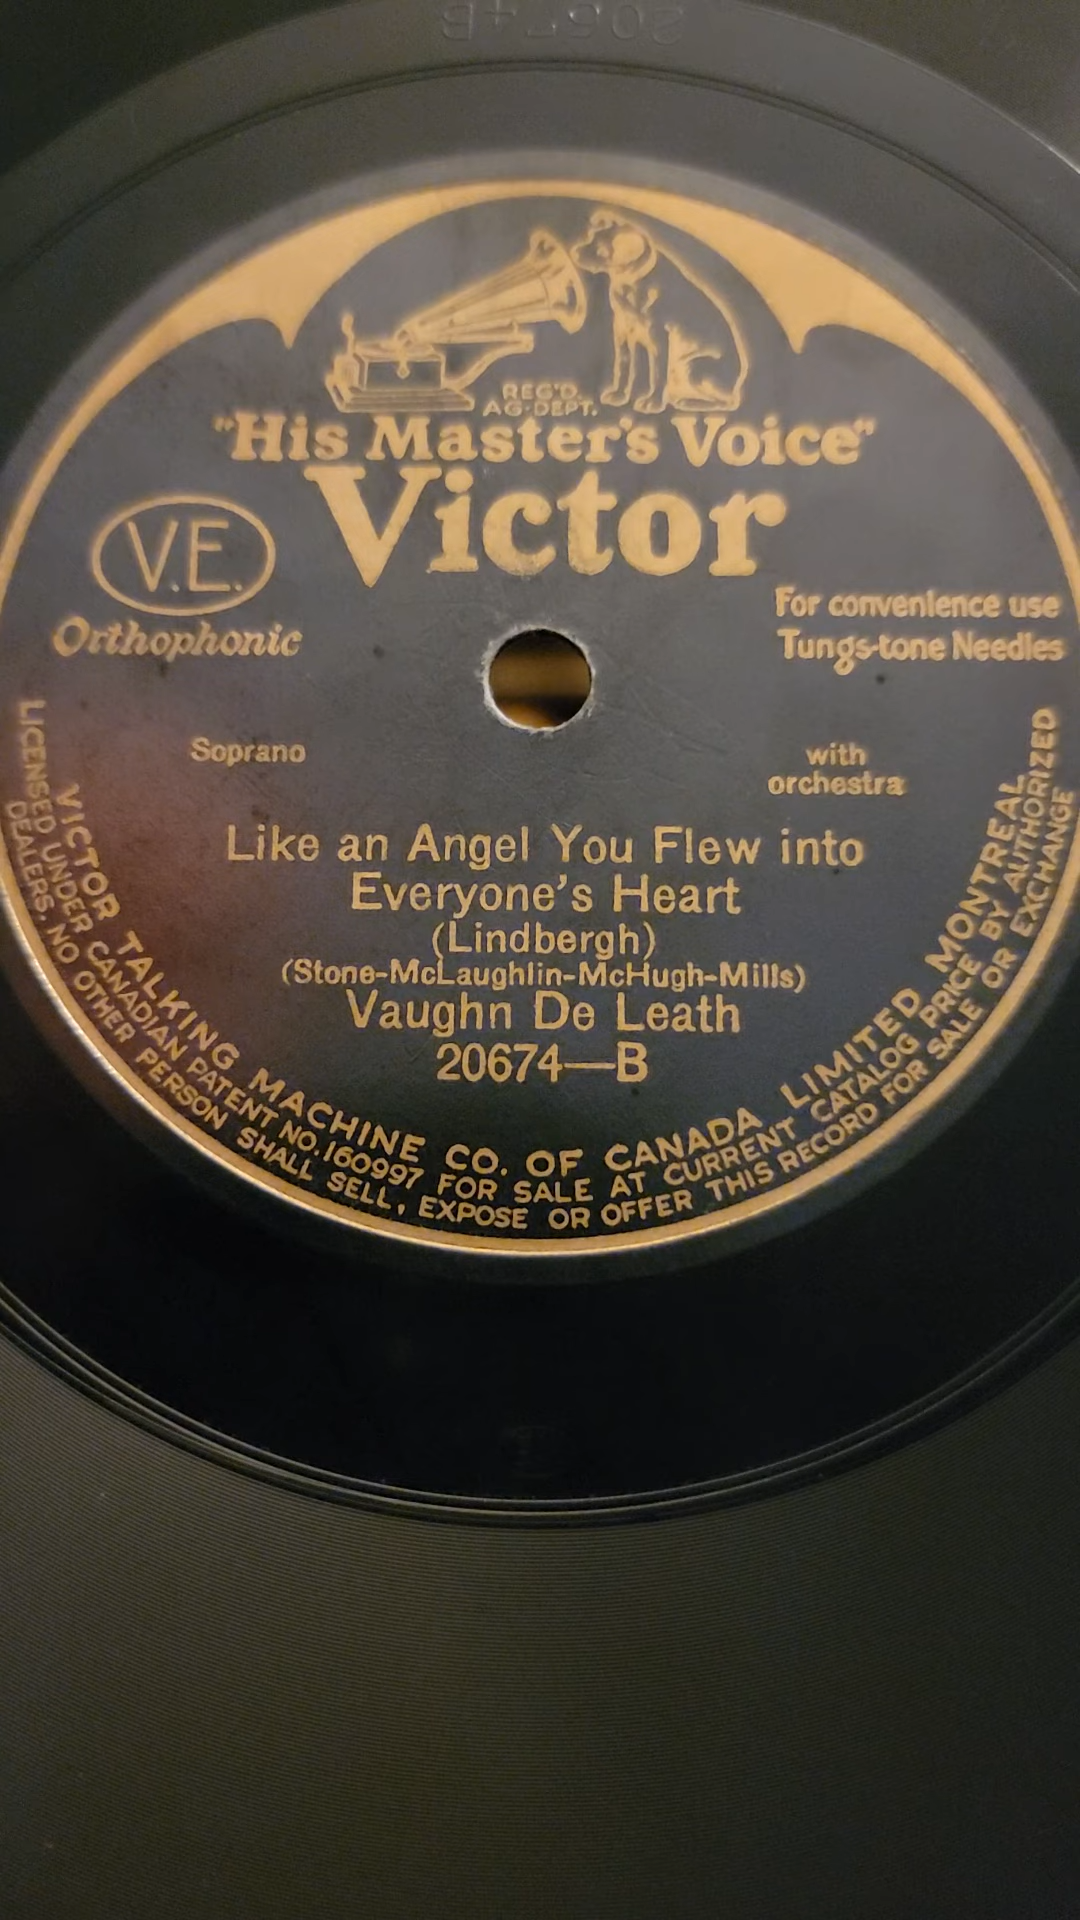 20674B
REG'D.
AG-DEPT.
"His Master's Voice"
Victor
V.E.
Orthophonic
For convenience use
Tungs-tone Needles
Soprano
with
orchestra
Like an Angel You Flew into
Everyone's Heart
(Lindbergh)
(Stone-McLaughlin-McHugh-Mills)
Vaughn De Leath
20674—B
VICTOR TALKING MACHINE CO. OF CANADA, LIMITED MONTREAL
LICENSED UNDER CANADIAN PATENT NO. 160997 FOR SALE AT CURRENT CATALOG PRICE BY AUTHORIZED
DEALERS, NO OTHER PERSON SHALL SELL, EXPOSE OR OFFER THIS RECORD FOR SALE OR EXCHANGE